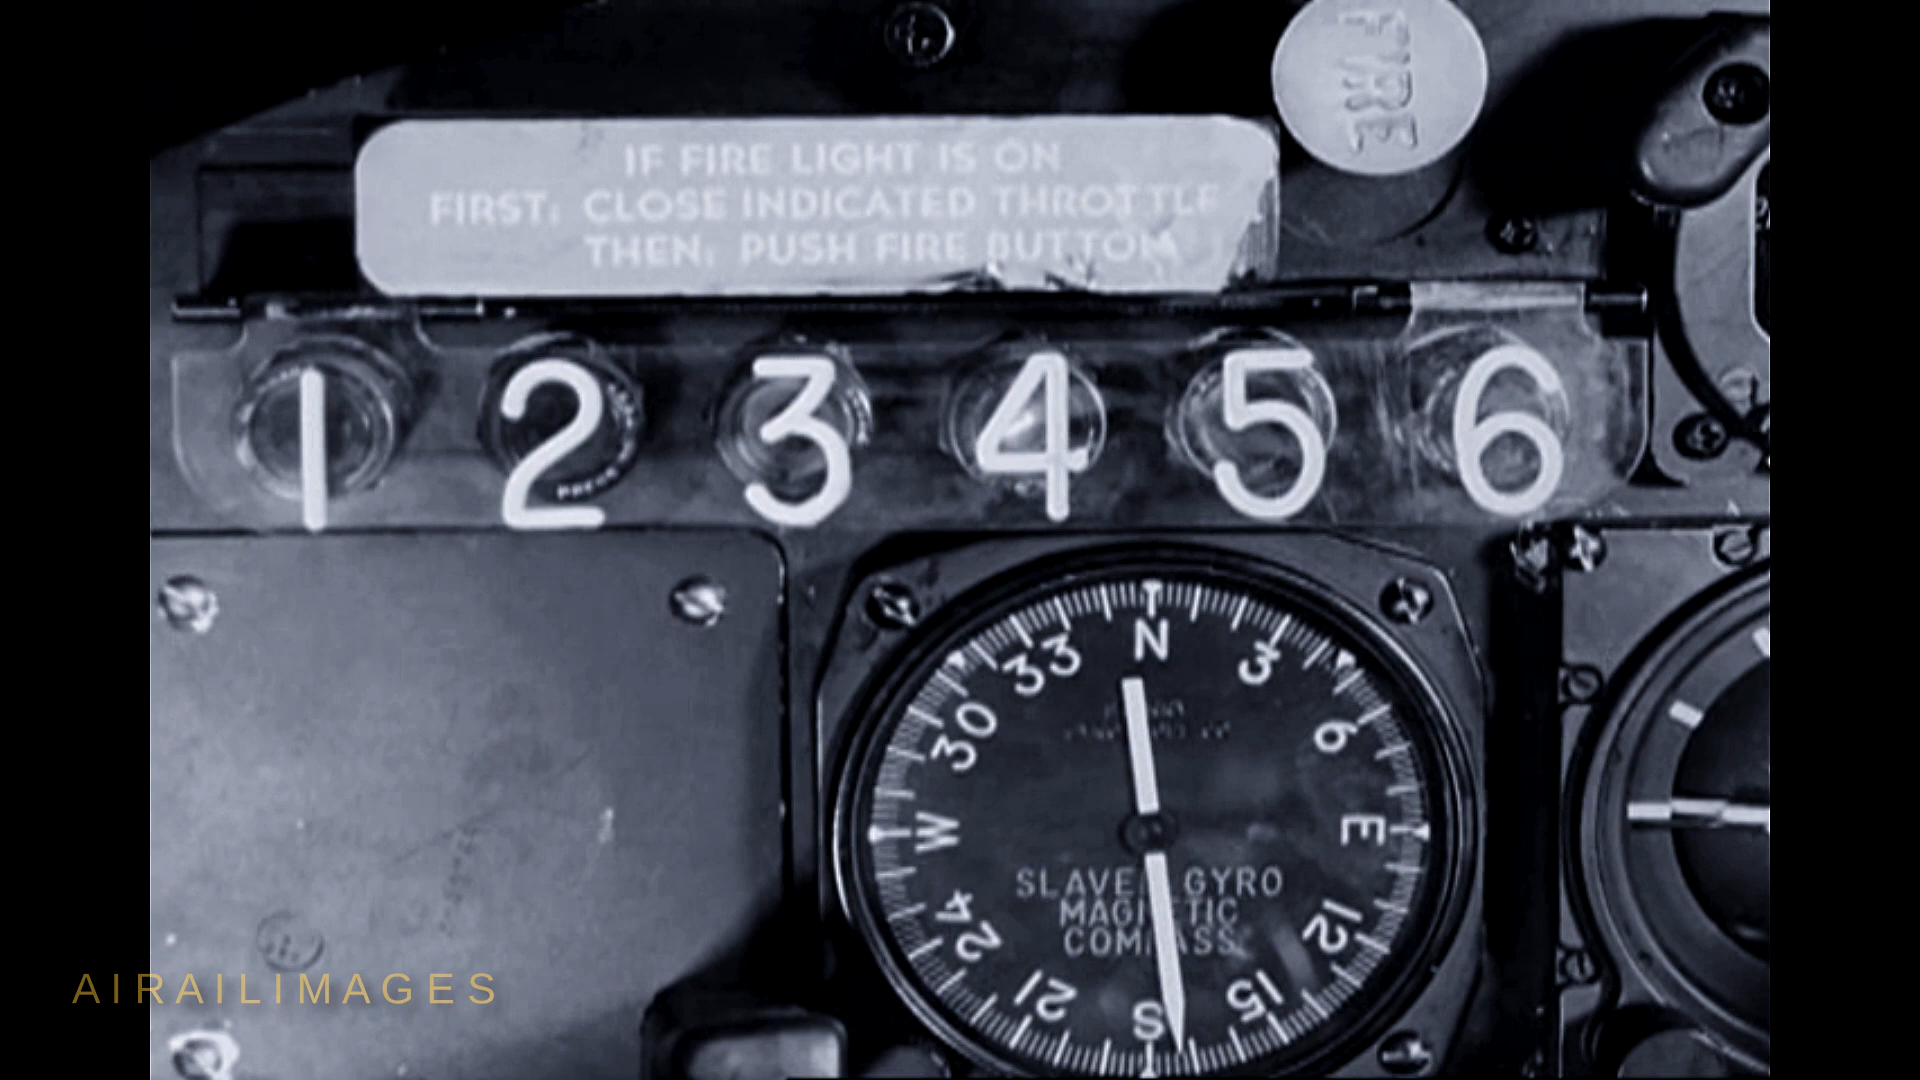 FIRE
IF FIRE LIGHT IS ON
FIRST: CLOSE INDICATED THROTTLE
THEN: PUSH FIRE BUTTON
1 2 3 4 5 6
PRESS
N
33 3
30 6
W E
SLAVED GYRO
MAGNETIC
COMPASS
24 12
21 15
S
AIRAILIMAGES